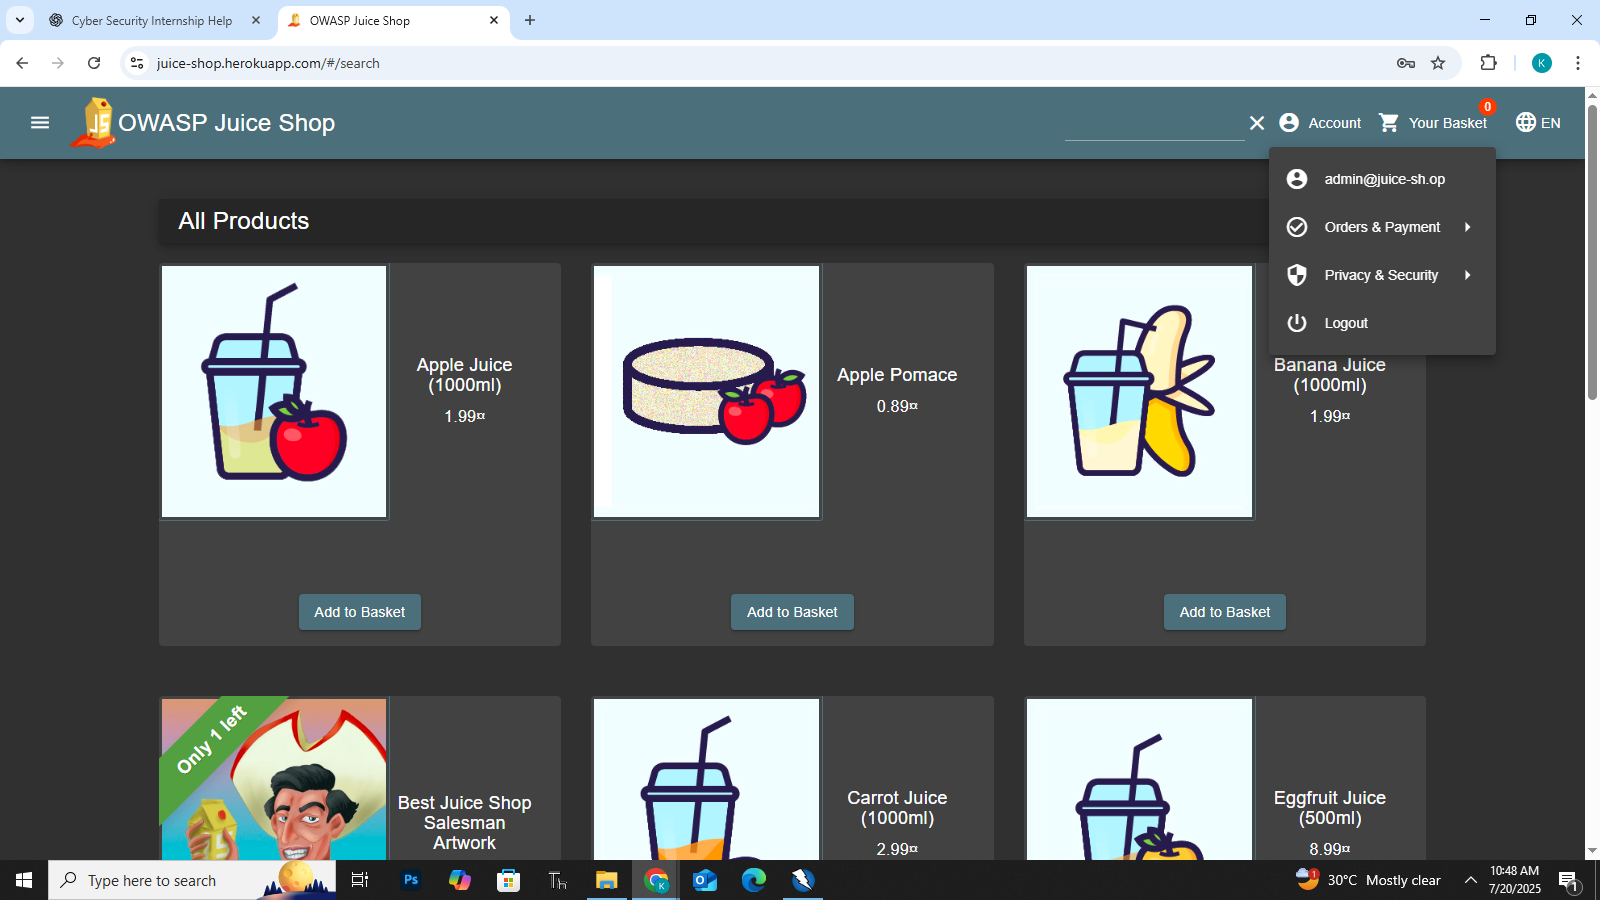 Cyber Security Internship Help
OWASP Juice Shop
juice-shop.herokuapp.com/#/search
K
JS
OWASP Juice Shop
Account
0
Your Basket
EN
admin@juice-sh.op
Orders & Payment
Privacy & Security
Logout
All Products
Apple Juice
(1000ml)
1.99¤
Add to Basket
Apple Pomace
0.89¤
Add to Basket
Banana Juice
(1000ml)
1.99¤
Add to Basket
Only 1 left
Best Juice Shop
Salesman
Artwork
Carrot Juice
(1000ml)
2.99¤
Eggfruit Juice
(500ml)
8.99¤
Type here to search
Ps
30°C Mostly clear
10:48 AM
7/20/2025
1